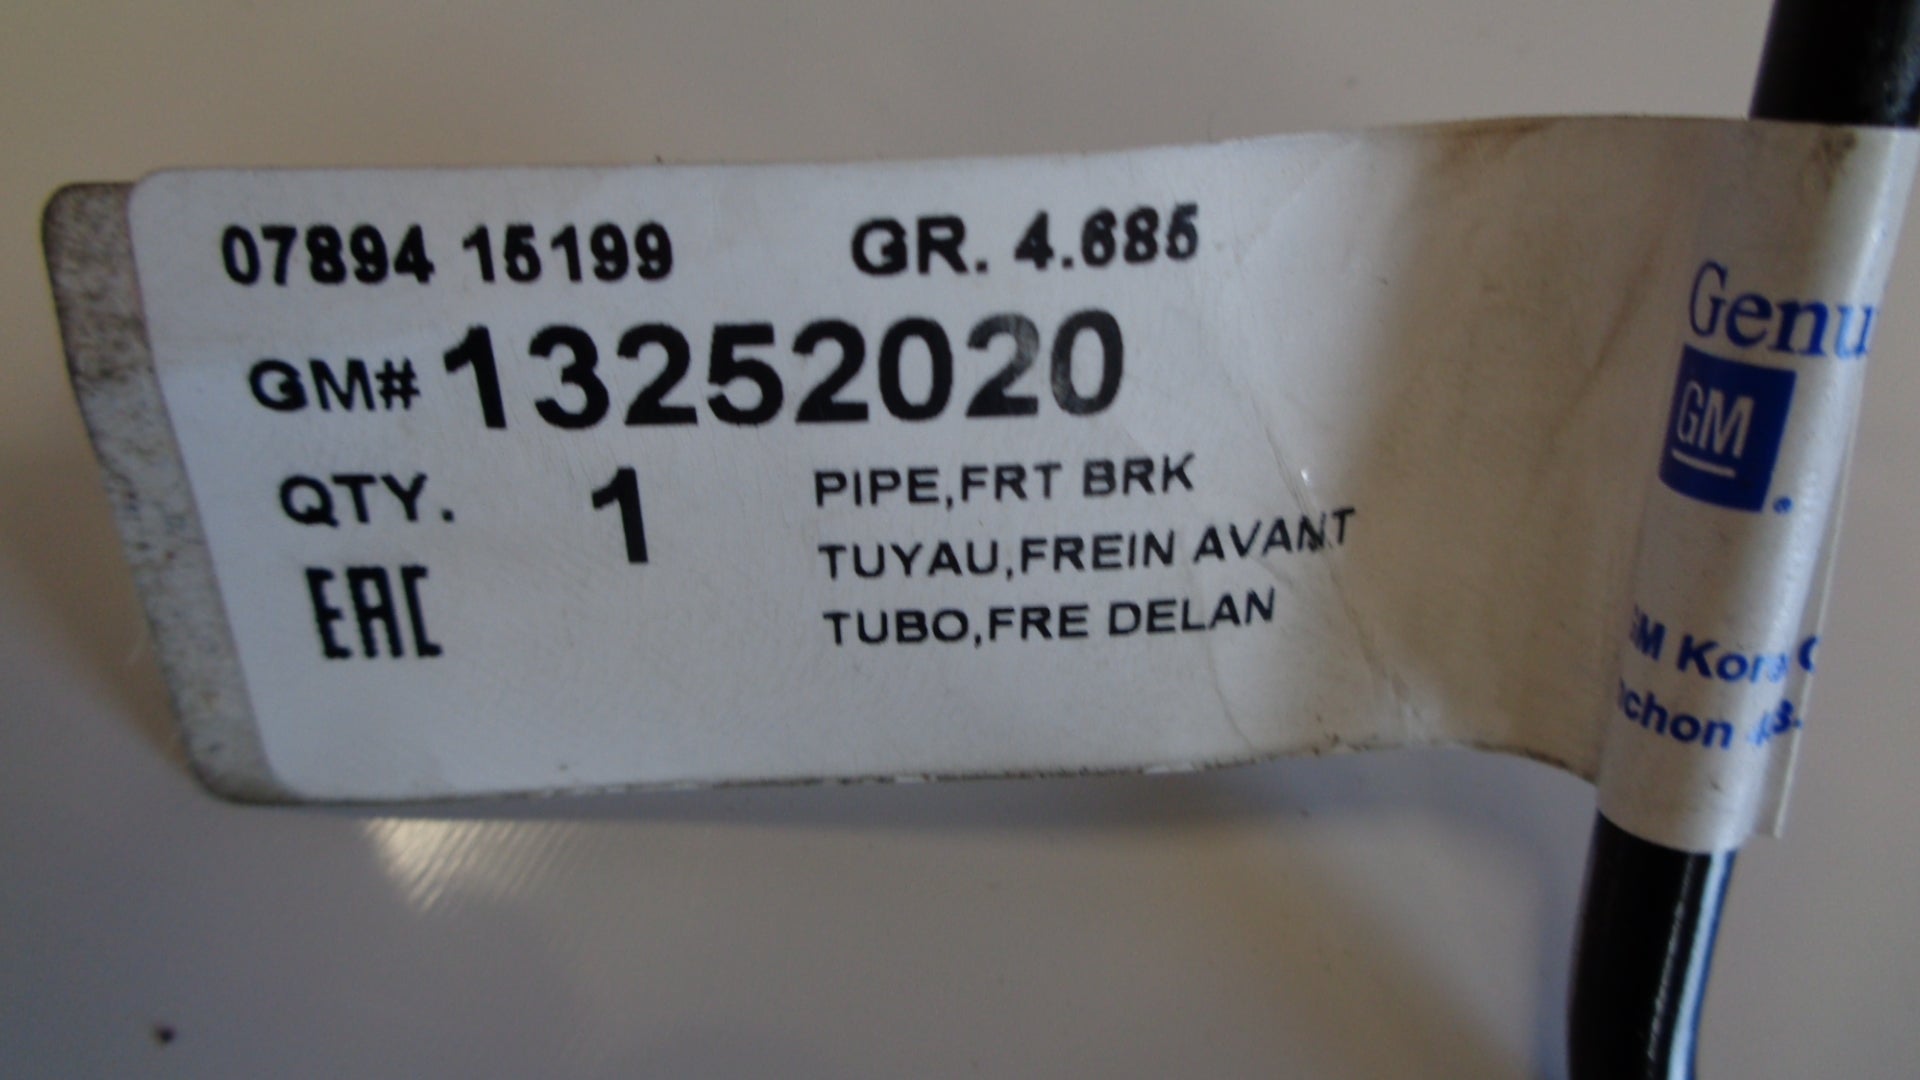 07894 15199 GR. 4.685
GM# 13252020
QTY. 1
PIPE,FRT BRK
TUYAU,FREIN AVANT
TUBO,FRE DELAN
EAC
Genu
GM